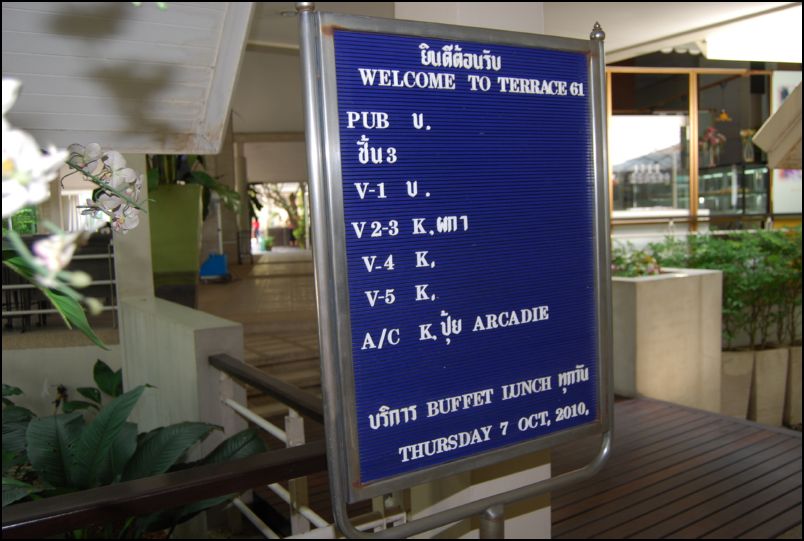 ยินดีต้อนรับ
WELCOME TO TERRACE 61
PUB บ.
ชั้น 3
V-1 บ.
V 2-3 K.ผกา
V-4 K.
V-5 K.
A/C K.ปุ้ย ARCADIE
บริการ BUFFET LUNCH ทุกวัน
THURSDAY 7 OCT, 2010.